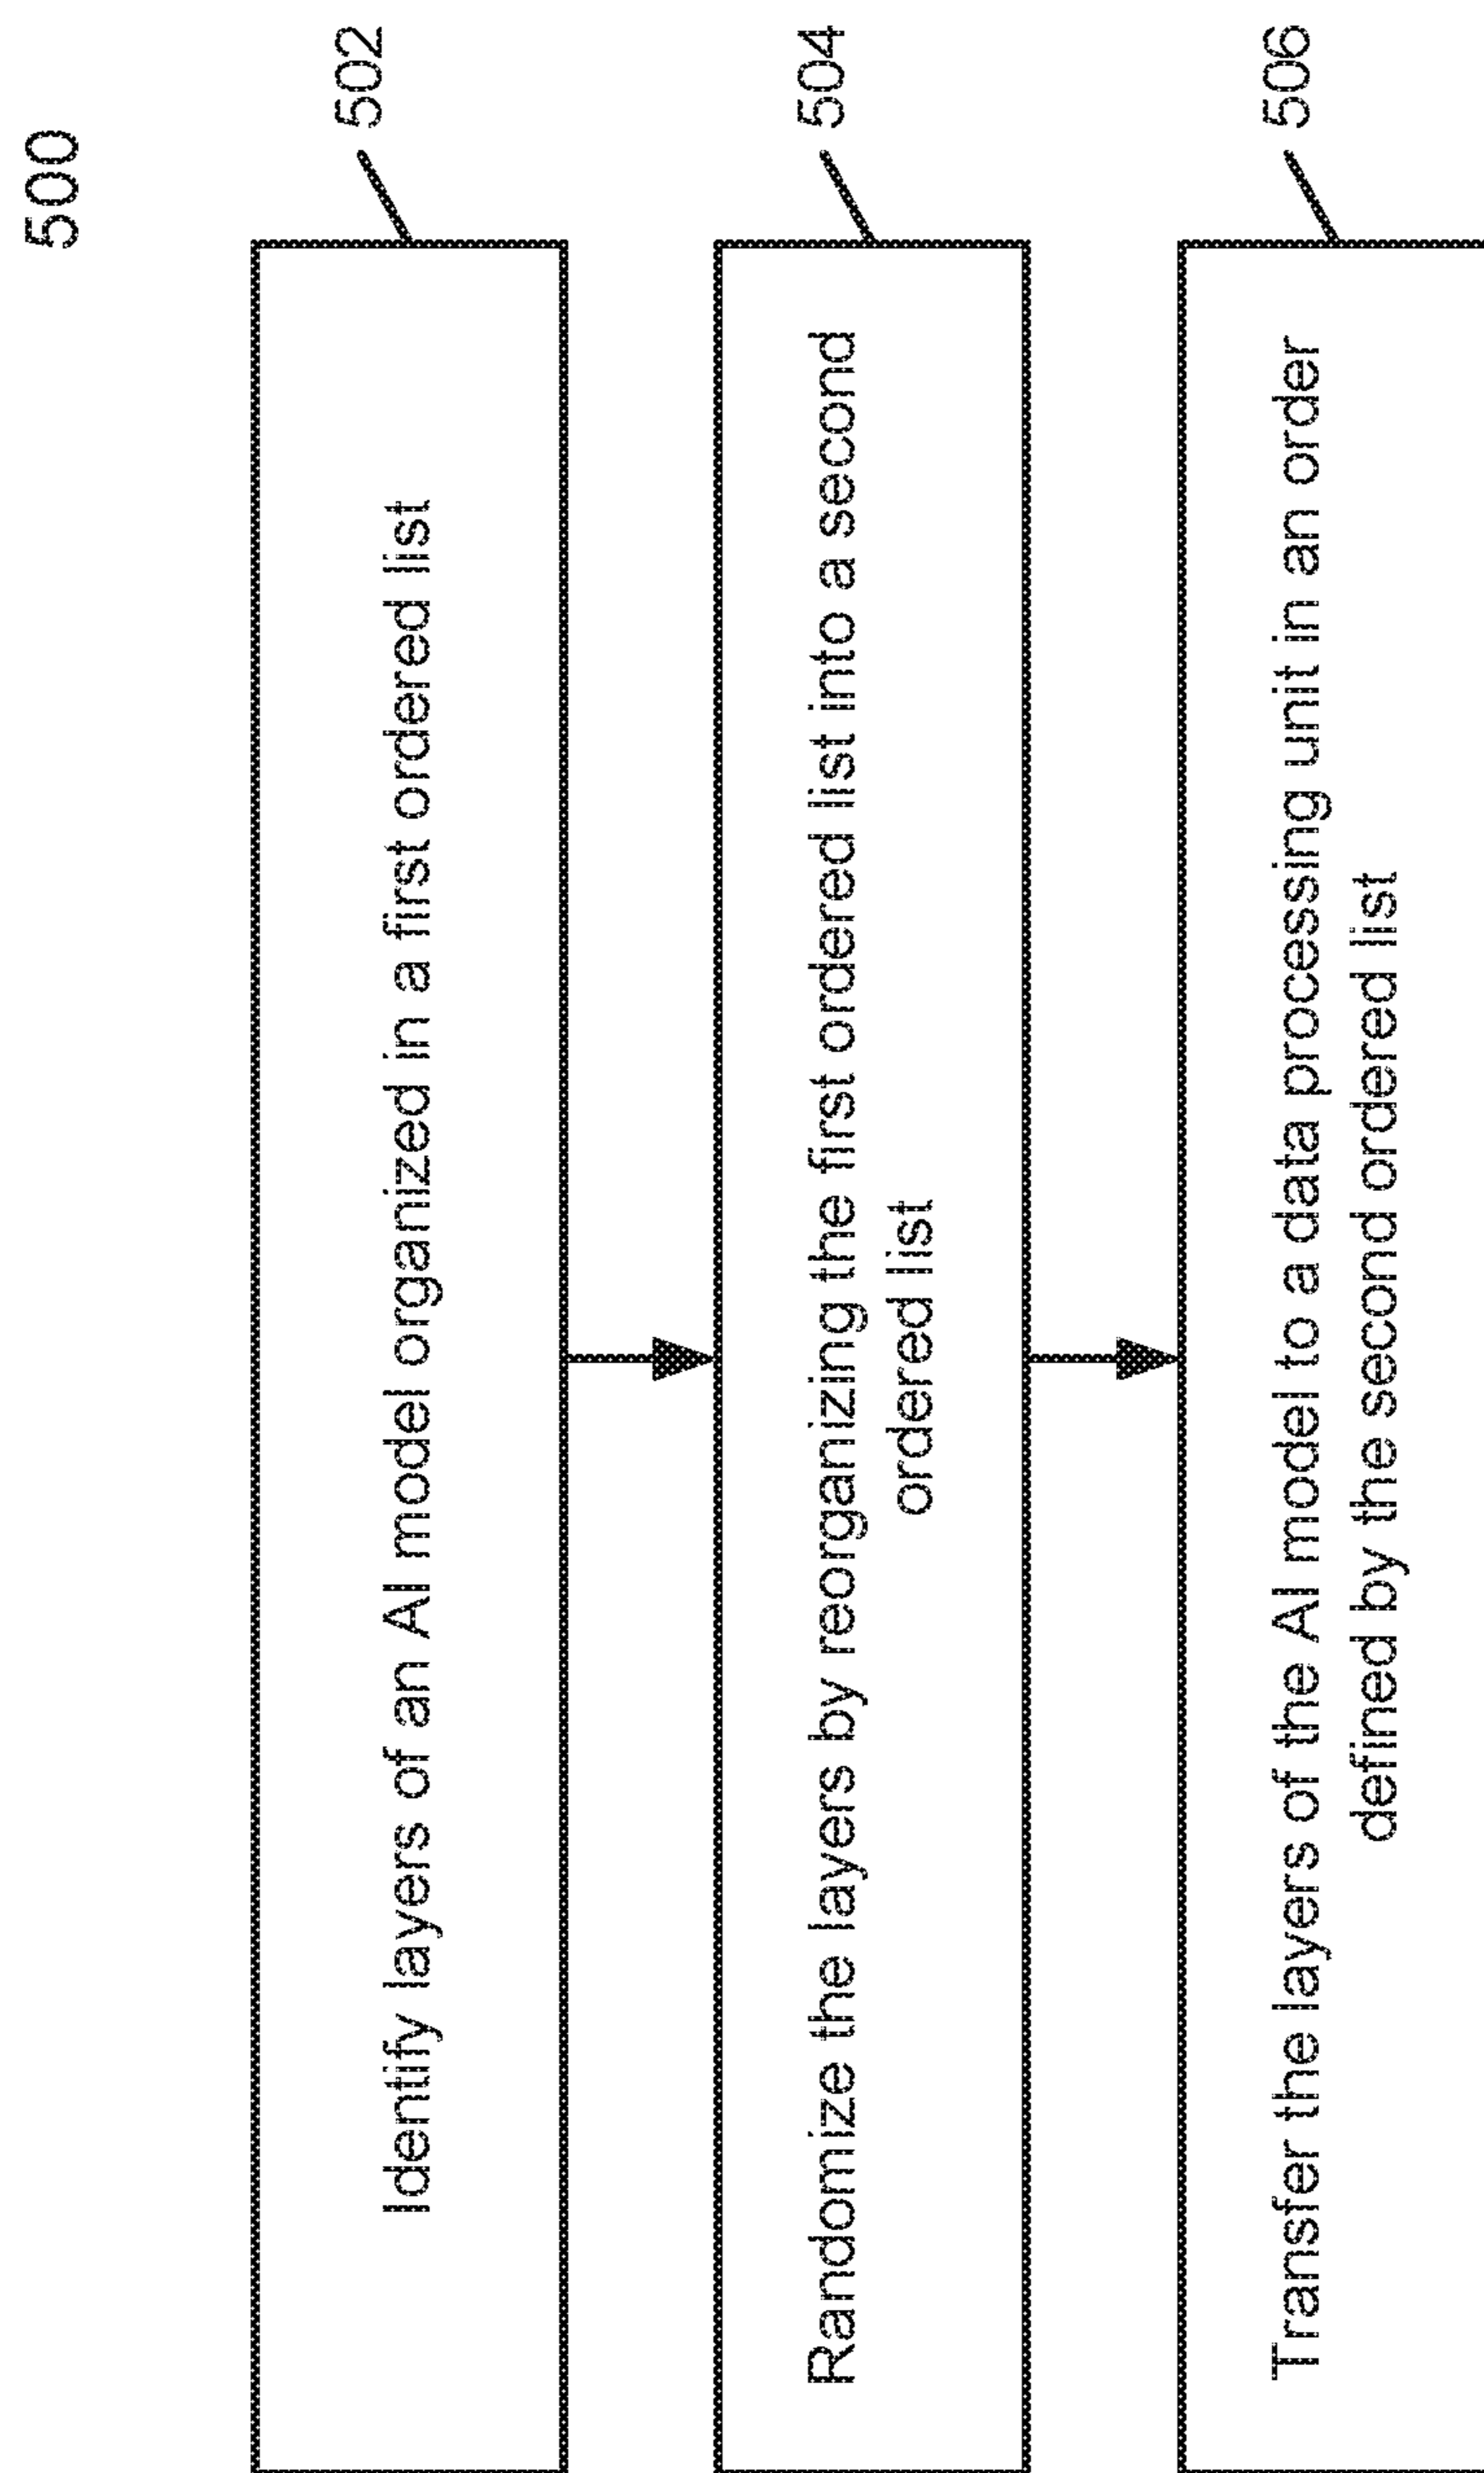 500
502
Identify layers of an AI model organized in a first ordered list
504
Randomize the layers by reorganizing the first ordered list into a second
ordered list
506
Transfer the layers of the AI model to a data processing unit in an order
defined by the second ordered list